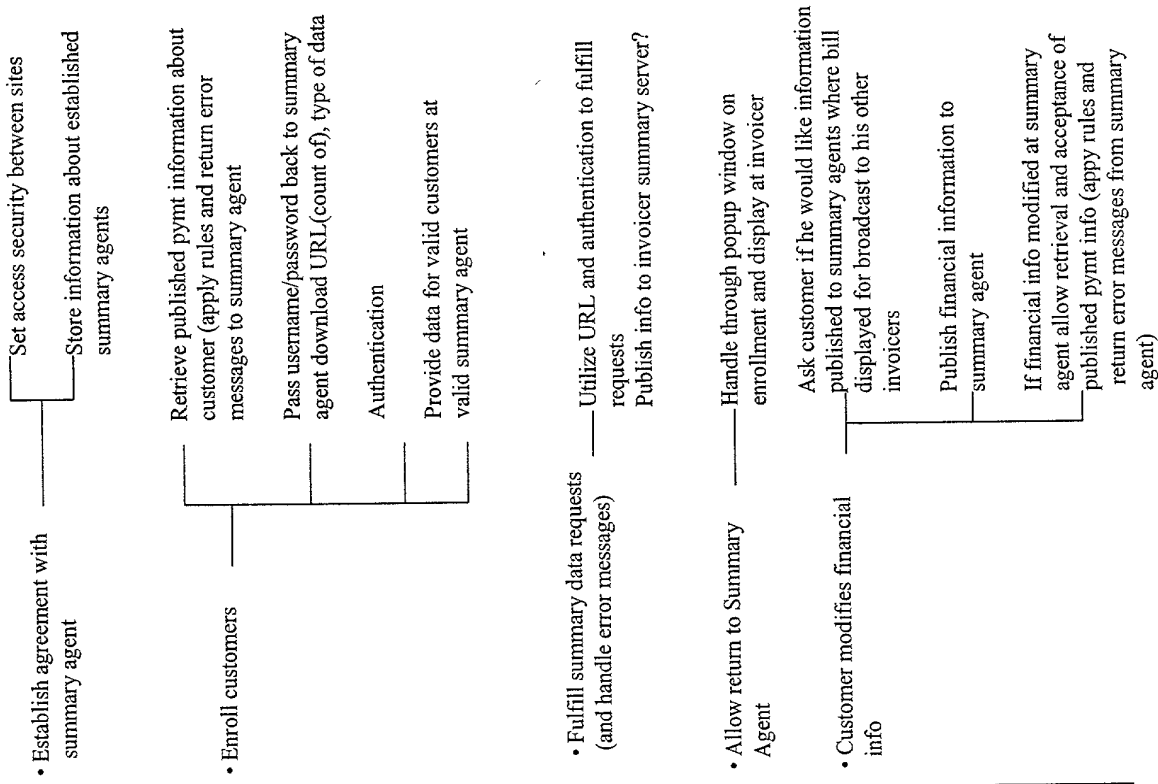 • Establish agreement with
summary agent
Set access security between sites
Store information about established
summary agents
• Enroll customers
Retrieve published pymt information about
customer (apply rules and return error
messages to summary agent
Pass username/password back to summary
agent download URL(count of), type of data
Authentication
Provide data for valid customers at
valid summary agent
• Fulfill summary data requests
(and handle error messages)
Utilize URL and authentication to fulfill
requests
Publish info to invoicer summary server?
• Allow return to Summary
Agent
Handle through popup window on
enrollment and display at invoicer
• Customer modifies financial
info
Ask customer if he would like information
published to summary agents where bill
displayed for broadcast to his other
invoicers
Publish financial information to
summary agent
If financial info modified at summary
agent allow retrieval and acceptance of
published pymt info (appy rules and
return error messages from summary
agent)